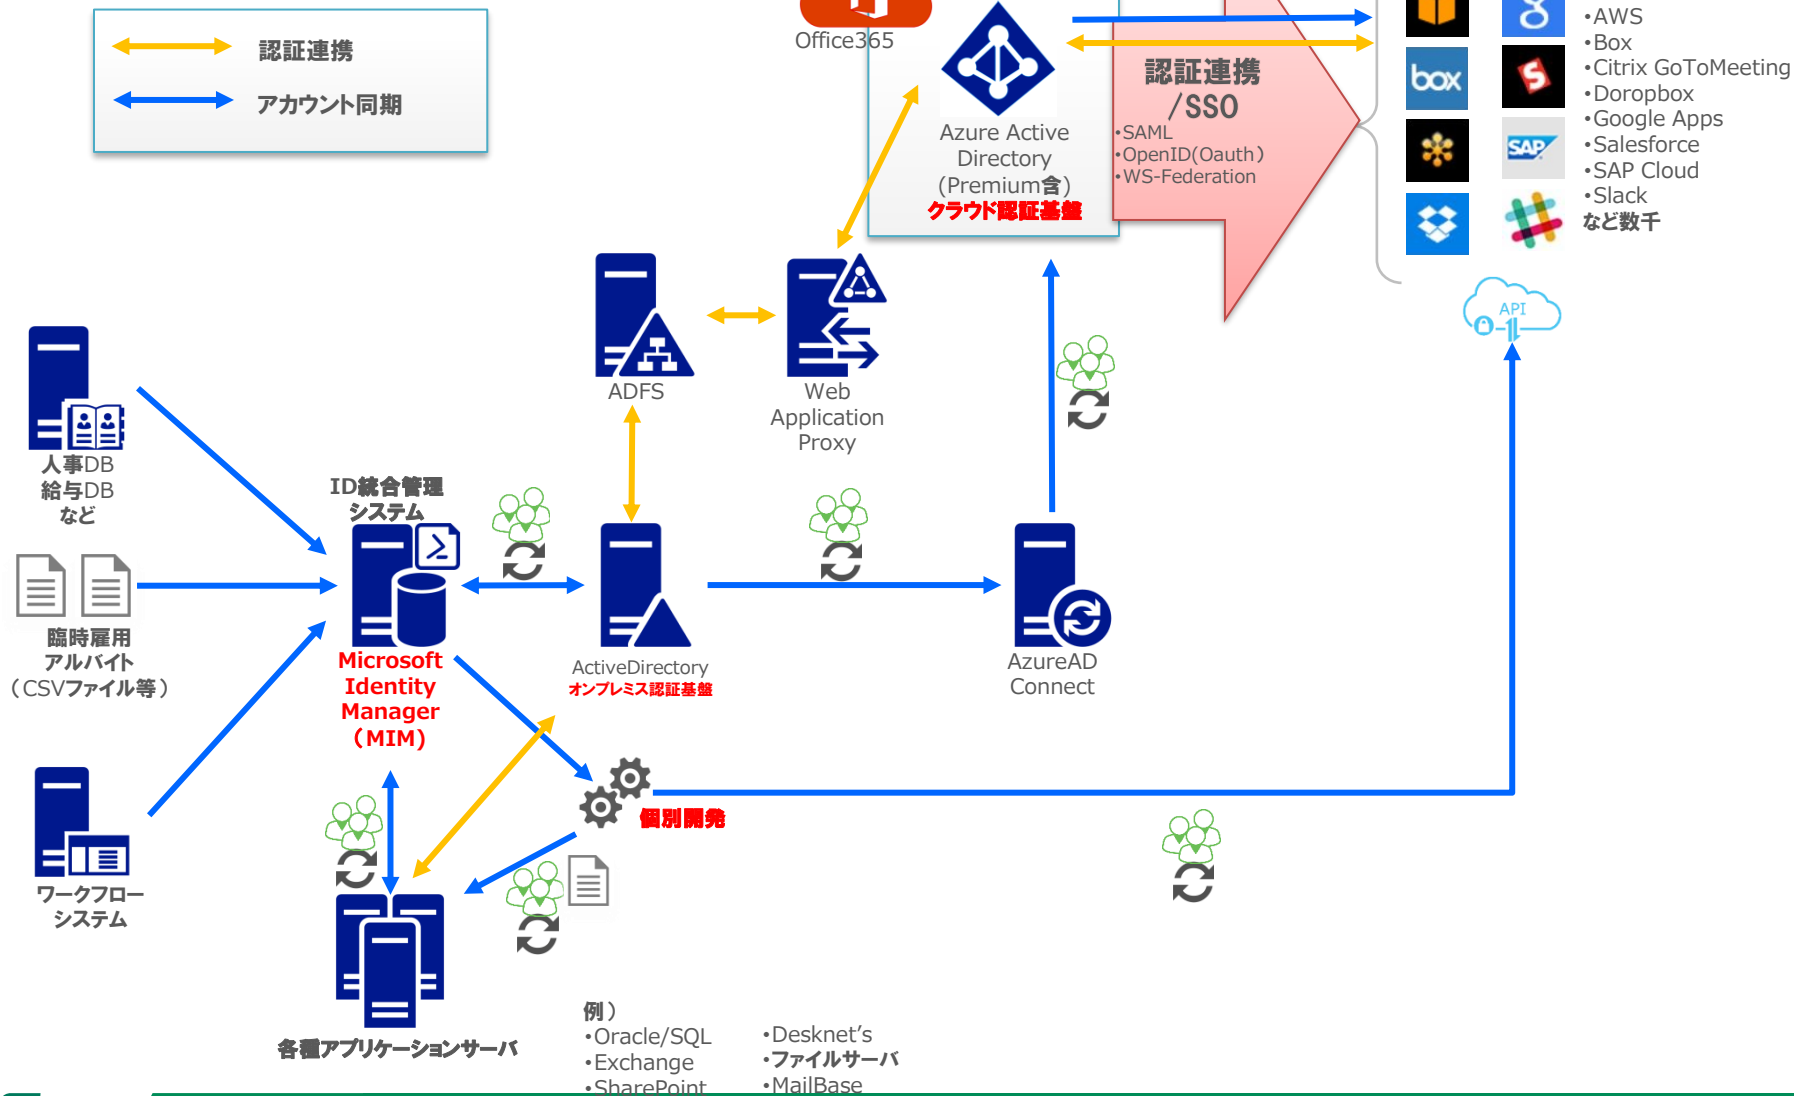 認証連携
アカウント同期
Office365
Azure Active
Directory
(Premium含)
クラウド認証基盤
認証連携
/SSO
・SAML
・OpenID(Oauth)
・WS-Federation
box
SAP
・AWS
・Box
・Citrix GoToMeeting
・Doropbox
・Google Apps
・Salesforce
・SAP Cloud
・Slack
など数千
API
ADFS
Web
Application
Proxy
人事DB
給与DB
など
ID統合管理
システム
臨時雇用
アルバイト
（CSVファイル等）
Microsoft
Identity
Manager
（MIM)
ActiveDirectory
オンプレミス認証基盤
AzureAD
Connect
個別開発
ワークフロー
システム
各種アプリケーションサーバ
例）
・Oracle/SQL
・Exchange
・SharePoint
・Desknet's
・ファイルサーバ
・MailBase